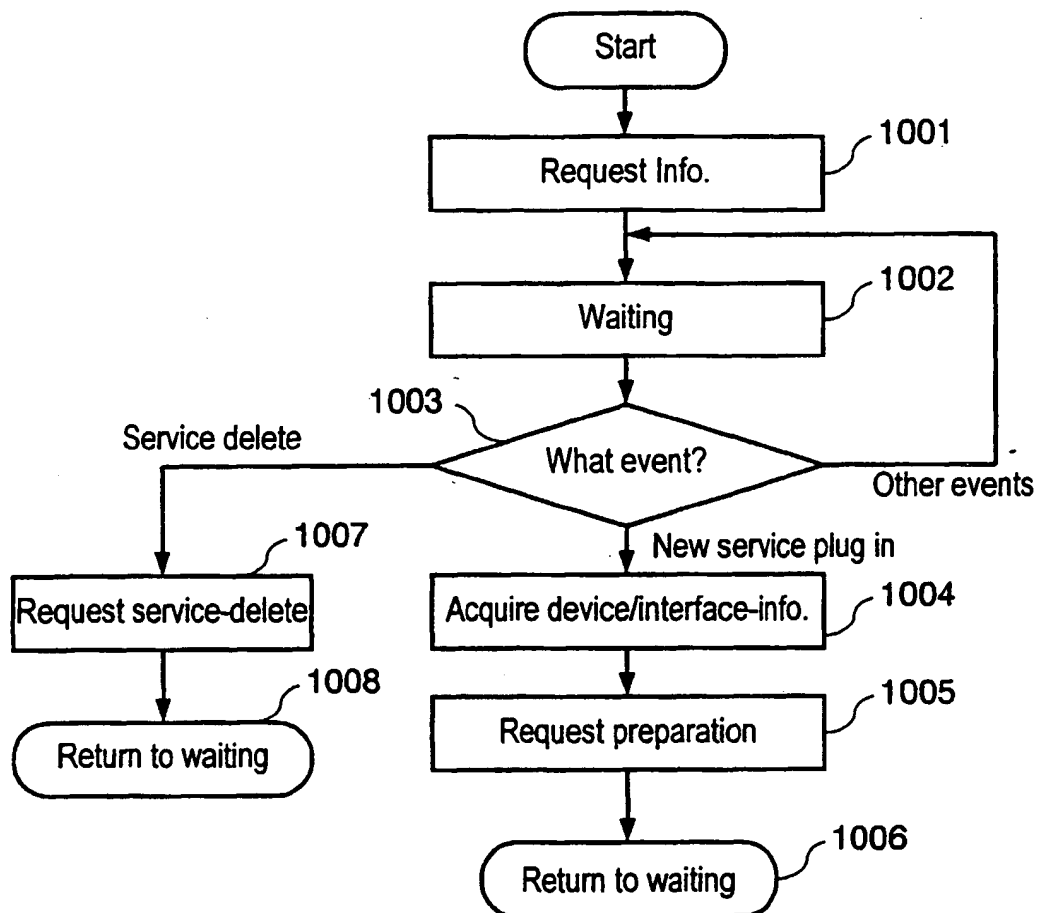 Start
1001
Request Info.
1002
Waiting
1003
Service delete
What event?
Other events
New service plug in
1007
Request service-delete
Acquire device/interface-info.
1004
1008
Return to waiting
1005
Request preparation
1006
Return to waiting